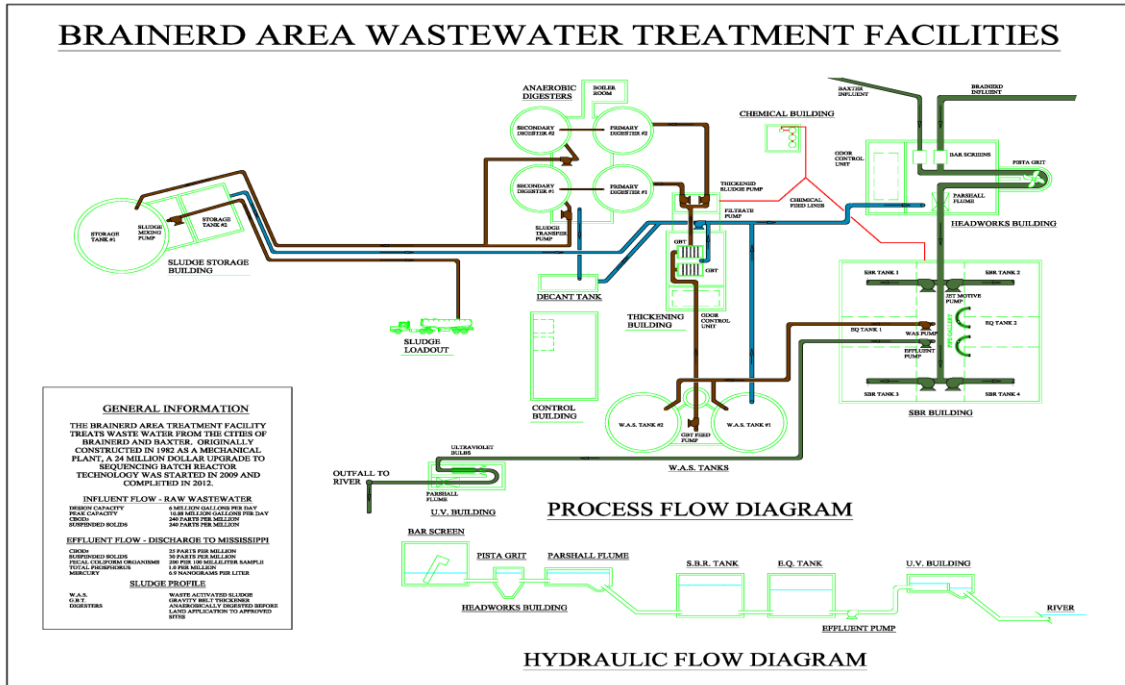 BRAINERD AREA WASTEWATER TREATMENT FACILITIES
ANAEROBIC
DIGESTERS
BOILER
ROOM
SECONDARY
DIGESTER #2
PRIMARY
DIGESTER #2
SECONDARY
DIGESTER #1
PRIMARY
DIGESTER #1
SLUDGE
TRANSFER
PUMP
CHEMICAL BUILDING
THICKENED
SLUDGE PUMP
FILTRATE
PUMP
CHEMICAL
FEED LINES
BAXTER
INFLUENT
BRAINERD
INFLUENT
ODOR
CONTROL
UNIT
BAR SCREENS
PISTA GRIT
PARSHALL
FLUME
HEADWORKS BUILDING
STORAGE
TANK #1
SLUDGE
MIXING
PUMP
STORAGE
TANK #2
SLUDGE STORAGE
BUILDING
GBT
GBT
DECANT TANK
THICKENING
BUILDING
ODOR
CONTROL
UNIT
SLUDGE
LOADOUT
CONTROL
BUILDING
SBR TANK 1
SBR TANK 2
JET MOTIVE
PUMP
EQ TANK 1
WAS PUMP
EFFLUENT
PUMP
PIPE GALLERY
EQ TANK 2
SBR TANK 3
SBR TANK 4
SBR BUILDING
W.A.S. TANK #2
W.A.S. TANK #1
GBT FEED
PUMP
W.A.S. TANKS
ULTRAVIOLET
BULBS
OUTFALL TO
RIVER
PARSHALL
FLUME
U.V. BUILDING
PROCESS FLOW DIAGRAM
GENERAL INFORMATION
THE BRAINERD AREA TREATMENT FACILITY
TREATS WASTE WATER FROM THE CITIES OF
BRAINERD AND BAXTER. ORIGINALLY
CONSTRUCTED IN 1982 AS A MECHANICAL
PLANT, A 24 MILLION DOLLAR UPGRADE TO
SEQUENCING BATCH REACTOR
TECHNOLOGY WAS STARTED IN 2009 AND
COMPLETED IN 2012.
INFLUENT FLOW - RAW WASTEWATER
DESIGN CAPACITY 6 MILLION GALLONS PER DAY
PEAK CAPACITY 10.88 MILLION GALLONS PER DAY
CBOD5 240 PARTS PER MILLION
SUSPENDED SOLIDS 240 PARTS PER MILLION
EFFLUENT FLOW - DISCHARGE TO MISSISSIPPI
CBOD5 25 PARTS PER MILLION
SUSPENDED SOLIDS 30 PARTS PER MILLION
FECAL COLIFORM ORGANISMS 200 PER 100 MILLILITER SAMPLE
TOTAL PHOSPHORUS 1.0 PER MILLION
MERCURY 6.9 NANOGRAMS PER LITER
SLUDGE PROFILE
W.A.S. WASTE ACTIVATED SLUDGE
G.B.T. GRAVITY BELT THICKENER
DIGESTERS ANAEROBICALLY DIGESTED BEFORE
LAND APPLICATION TO APPROVED
SITES
BAR SCREEN
PISTA GRIT
PARSHALL FLUME
HEADWORKS BUILDING
S.B.R. TANK
E.Q. TANK
EFFLUENT PUMP
U.V. BUILDING
RIVER
HYDRAULIC FLOW DIAGRAM